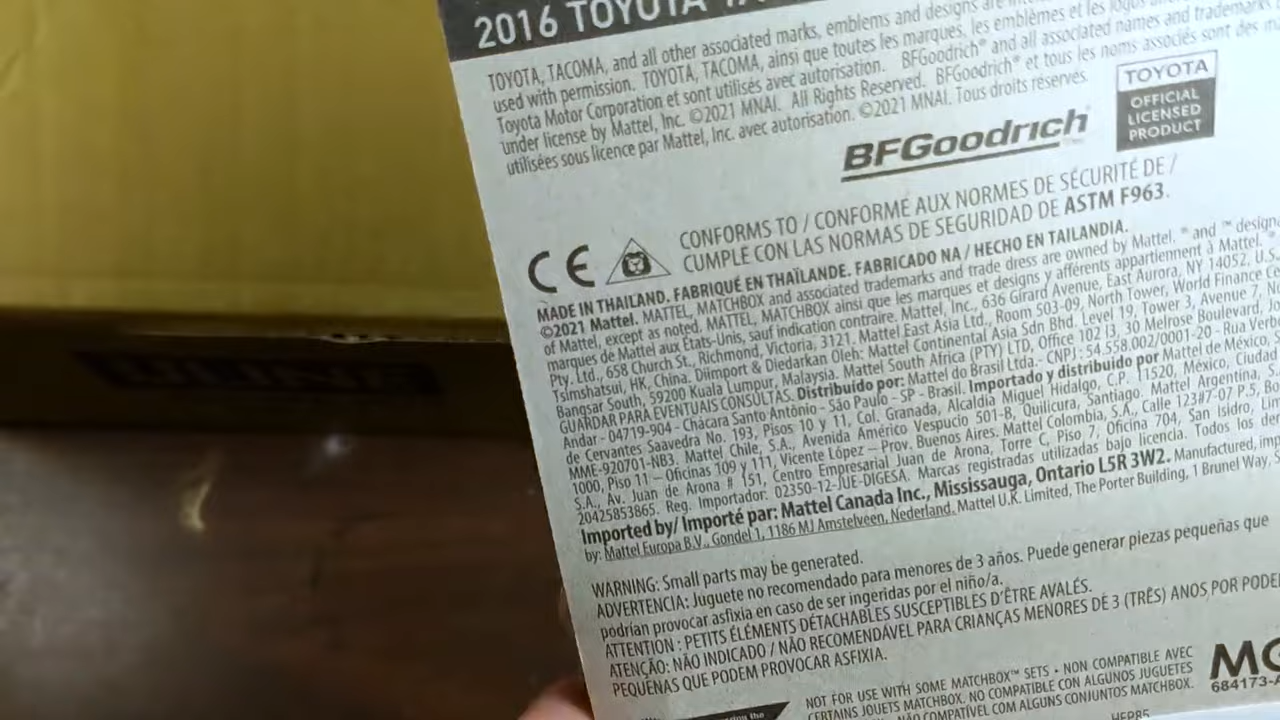 2016 TOYOTA
TOYOTA, TACOMA, and all other associated marks, emblems and designs are
used with permission. TOYOTA, TACOMA, ainsi que toutes les marques, les emblèmes et les logos
Toyota Motor Corporation et sont utilisés avec autorisation. BFGoodrich® and all associated names and trademarks
under license by Mattel, Inc. ©2021 MNAI. All Rights Reserved. BFGoodrich® et tous les noms associés sont des
utilisées sous licence par Mattel, Inc. avec autorisation. ©2021 MNAI. Tous droits réservés.
TOYOTA
OFFICIAL
LICENSED
PRODUCT
BFGoodrich
CE
CONFORMS TO / CONFORMÉ AUX NORMES DE SÉCURITÉ DE /
CUMPLE CON LAS NORMAS DE SEGURIDAD DE ASTM F963.
MADE IN THAILAND. FABRIQUÉ EN THAÏLANDE. FABRICADO NA / HECHO EN TAILANDIA.
©2021 Mattel. MATTEL, MATCHBOX and associated trademarks and trade dress are owned by Mattel. ® and ™ design
of Mattel, except as noted. MATTEL, MATCHBOX ainsi que les marques et designs y afférents appartiennent à Mattel. ®
marques de Mattel aux États-Unis, sauf indication contraire. Mattel, Inc., 636 Girard Avenue, East Aurora, NY 14052, U.S.
Pty. Ltd., 658 Church St., Richmond, Victoria, 3121. Mattel East Asia Ltd., Room 503-09, North Tower, World Finance
Tsimshatsui, HK, China. Diimport & Diedarkan Oleh: Mattel Continental Asia Sdn Bhd. Level 19, Tower 3, Avenue 7,
Bangsar South, 59200 Kuala Lumpur, Malaysia. Mattel South Africa (PTY) LTD, Office 102 I3, 30 Melrose Boulevard,
GUARDAR PARA EVENTUAIS CONSULTAS. Distribuido por: Mattel do Brasil Ltda. - CNPJ: 54.558.002/0001-20 - Rua Verbo
Andar - 04719-904 - Chácara Santo Antônio - São Paulo - SP - Brasil. Importado y distribuido por Mattel de México, S
de Cervantes Saavedra No. 193, Pisos 10 y 11, Col. Granada, Alcaldía Miguel Hidalgo, C.P. 11520, México, Ciudad
MME-920701-NB3. Mattel Chile, S.A., Avenida Américo Vespucio 501-B, Quilicura, Santiago. Mattel Argentina, S.
1000, Piso 11 – Oficinas 109 y 111, Vicente López – Prov. Buenos Aires. Mattel Colombia, S.A., Calle 123#7-07 P.5, Bo
S.A., Av. Juan de Arona # 151, Centro Empresarial Juan de Arona, Torre C, Piso 7, Oficina 704, San Isidro, Lim
20425853865. Reg. Importador: 02350-12-JUE-DIGESA. Marcas registradas utilizadas bajo licencia. Todos los
Imported by/ Importé par: Mattel Canada Inc., Mississauga, Ontario L5R 3W2. Manufactured,
by: Mattel Europa B.V., Gondel 1, 1186 MJ Amstelveen, Nederland. Mattel U.K. Limited, The Porter Building, 1 Brunel Way, S
WARNING: Small parts may be generated.
ADVERTENCIA: Juguete no recomendado para menores de 3 años. Puede generar piezas pequeñas que
podrían provocar asfixia en caso de ser ingeridas por el niño/a.
ATTENTION : PETITS ÉLÉMENTS DÉTACHABLES SUSCEPTIBLES D'ÊTRE AVALÉS.
ATENÇÃO: NÃO INDICADO / NÃO RECOMENDÁVEL PARA CRIANÇAS MENORES DE 3 (TRÊS) ANOS POR PODE
PEQUENAS QUE PODEM PROVOCAR ASFIXIA.
NOT FOR USE WITH SOME MATCHBOX™ SETS • NON COMPATIBLE AVEC
CERTAINS JOUETS MATCHBOX. NO COMPATIBLE CON ALGUNOS JUGUETES
NÃO COMPATÍVEL COM ALGUNS CONJUNTOS MATCHBOX.
684173-A
HFP85